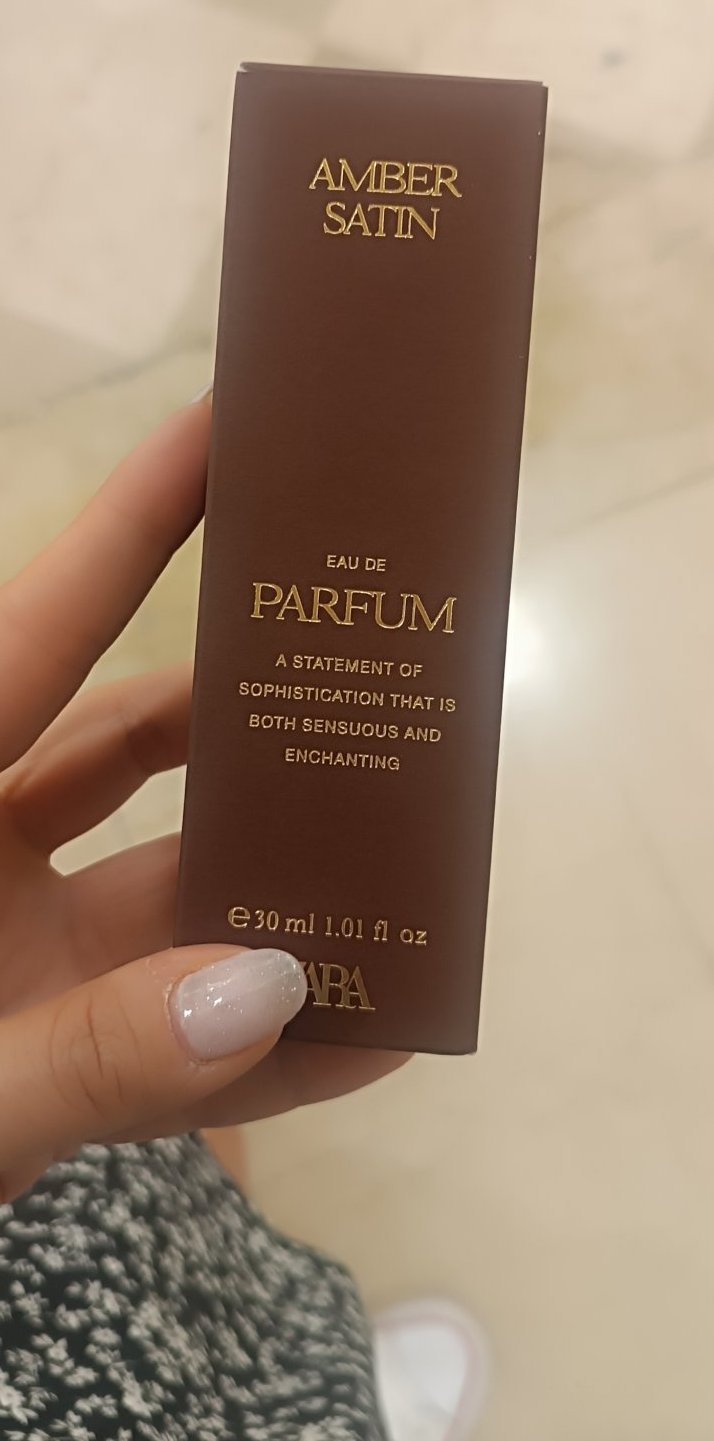 AMBER
SATIN
EAU DE
PARFUM
A STATEMENT OF
SOPHISTICATION THAT IS
BOTH SENSUOUS AND
ENCHANTING
℮30 ml 1.01 fl oz